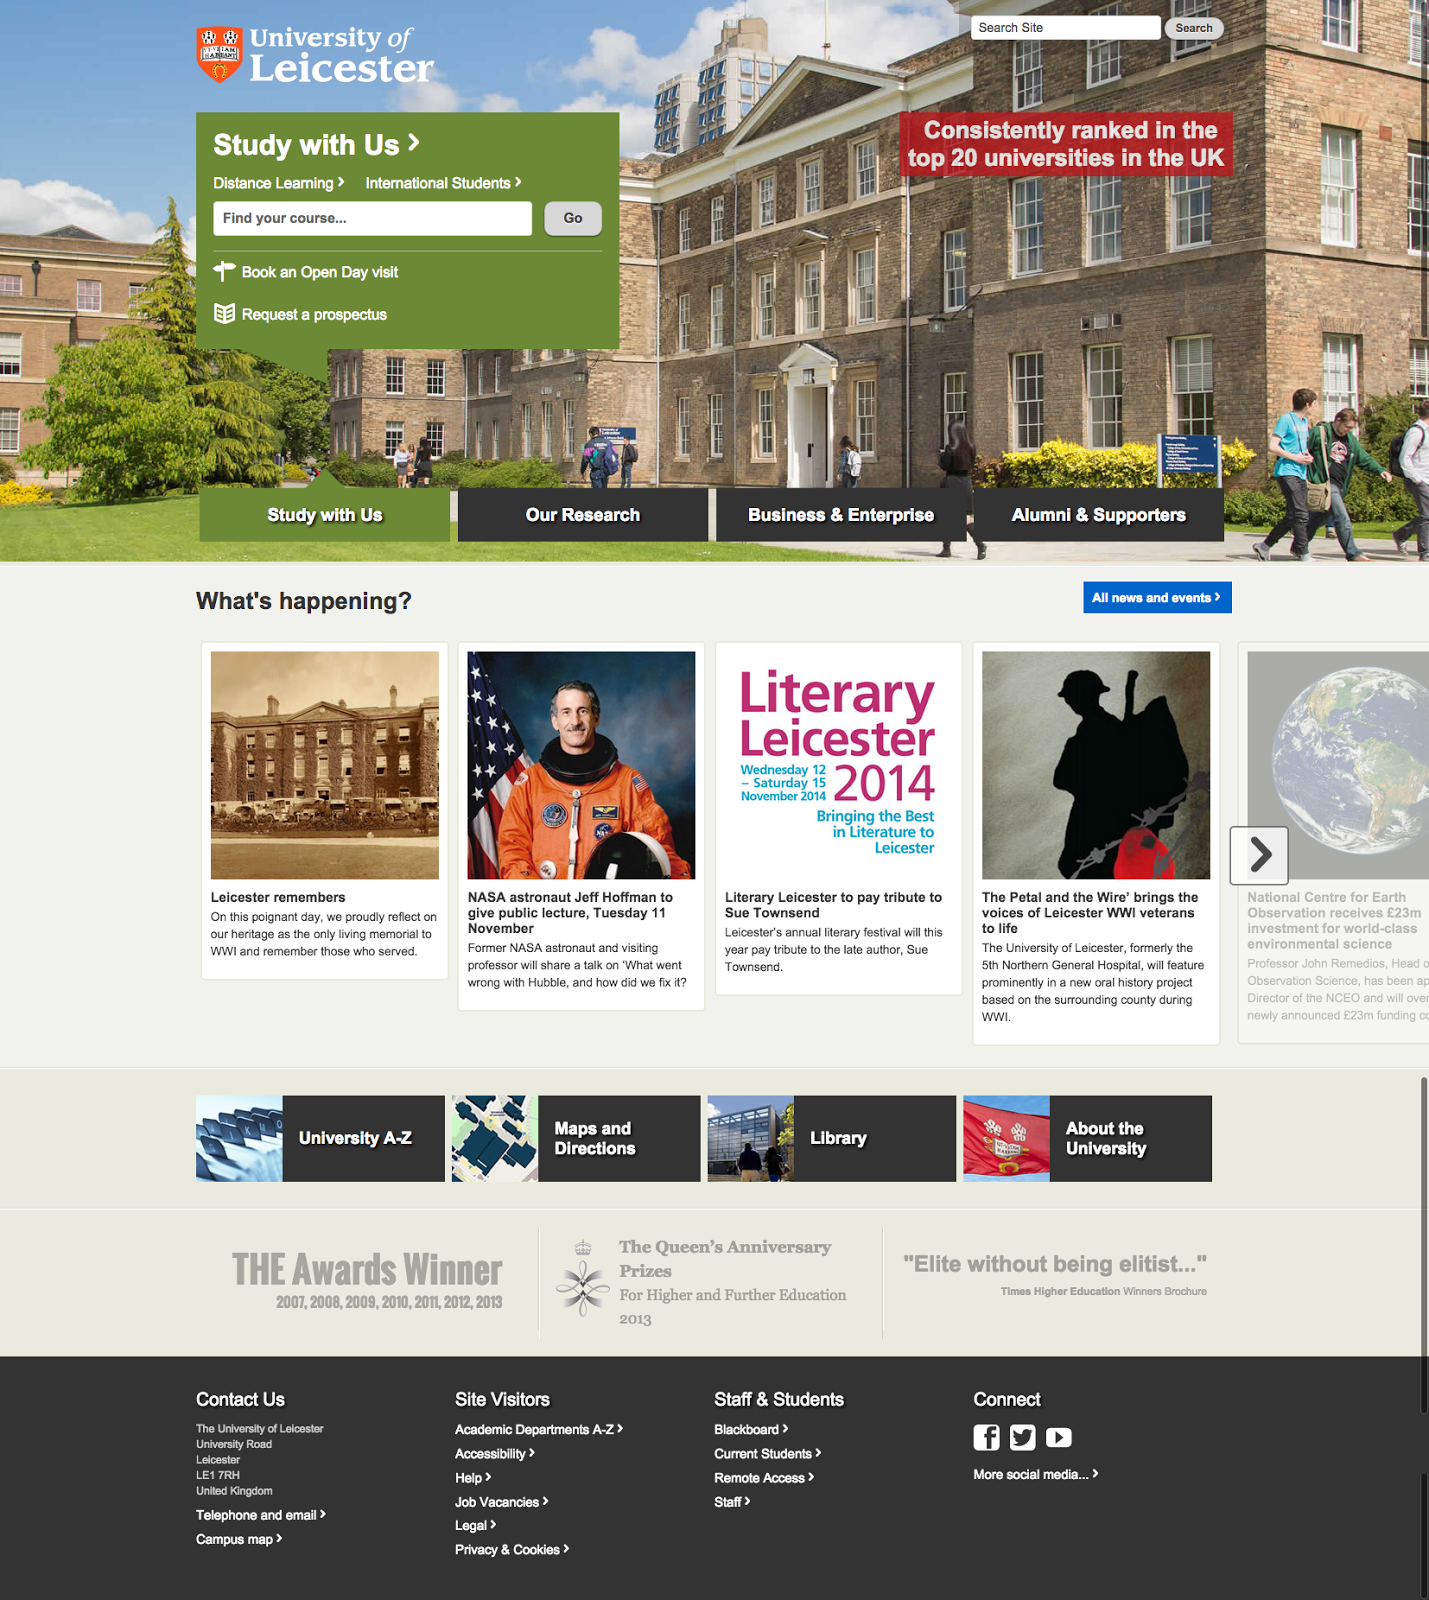 University of
Leicester
Search Site
Search
Study with Us
Distance Learning
International Students
Find your course...
Go
Book an Open Day visit
Request a prospectus
Consistently ranked in the
top 20 universities in the UK
Study with Us
Our Research
Business & Enterprise
Alumni & Supporters
What's happening?
All news and events
Leicester remembers
On this poignant day, we proudly reflect on
our heritage as the only living memorial to
WWI and remember those who served.
NASA astronaut Jeff Hoffman to
give public lecture, Tuesday 11
November
Former NASA astronaut and visiting
professor will share a talk on ‘What went
wrong with Hubble, and how did we fix it?
Literary
Leicester
Wednesday 12
– Saturday 15
November 2014
2014
Bringing the Best
in Literature to
Leicester
Literary Leicester to pay tribute to
Sue Townsend
Leicester's annual literary festival will this
year pay tribute to the late author, Sue
Townsend.
The Petal and the Wire’ brings the
voices of Leicester WWI veterans
to life
The University of Leicester, formerly the
5th Northern General Hospital, will feature
prominently in a new oral history project
based on the surrounding county during
WWI.
National Centre for Earth
Observation receives £23m
investment for world-class
environmental science
Professor John Remedios, Head o
Observation Science, has been ap
Director of the NCEO and will over
newly announced £23m funding co
University A-Z
Maps and
Directions
Library
About the
University
THE Awards Winner
2007, 2008, 2009, 2010, 2011, 2012, 2013
The Queen’s Anniversary
Prizes
For Higher and Further Education
2013
"Elite without being elitist..."
Times Higher Education Winners Brochure
Contact Us
The University of Leicester
University Road
Leicester
LE1 7RH
United Kingdom
Telephone and email
Campus map
Site Visitors
Academic Departments A-Z
Accessibility
Help
Job Vacancies
Legal
Privacy & Cookies
Staff & Students
Blackboard
Current Students
Remote Access
Staff
Connect
More social media...